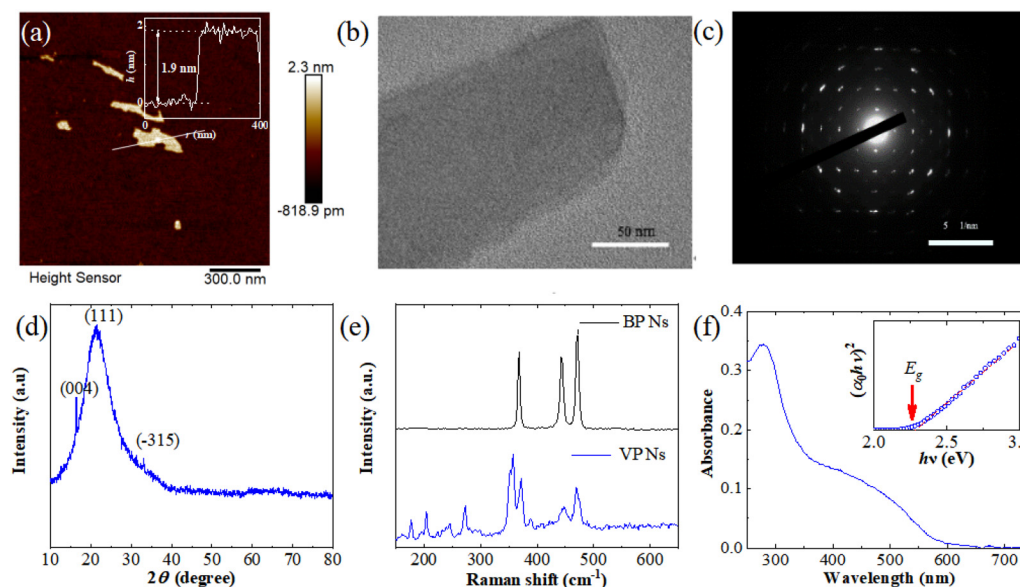 (a)
2
h (nm)
1.9 nm
0
0
400
r (nm)
2.3 nm
-818.9 pm
Height Sensor
300.0 nm
(b)
50 nm
(c)
5 1/nm
(d)
(111)
(004)
(-315)
Intensity (a.u)
10 20 30 40 50 60 70 80
2θ (degree)
(e)
BP Ns
VP Ns
Intensity (a.u.)
200 300 400 500 600
Raman shift (cm⁻¹)
(f)
0.4
0.3
0.2
0.1
0.0
Absorbance
300 400 500 600 700
Wavelength (nm)
(α₀hν)²
E_g
2.0 2.5 3.0
hν (eV)